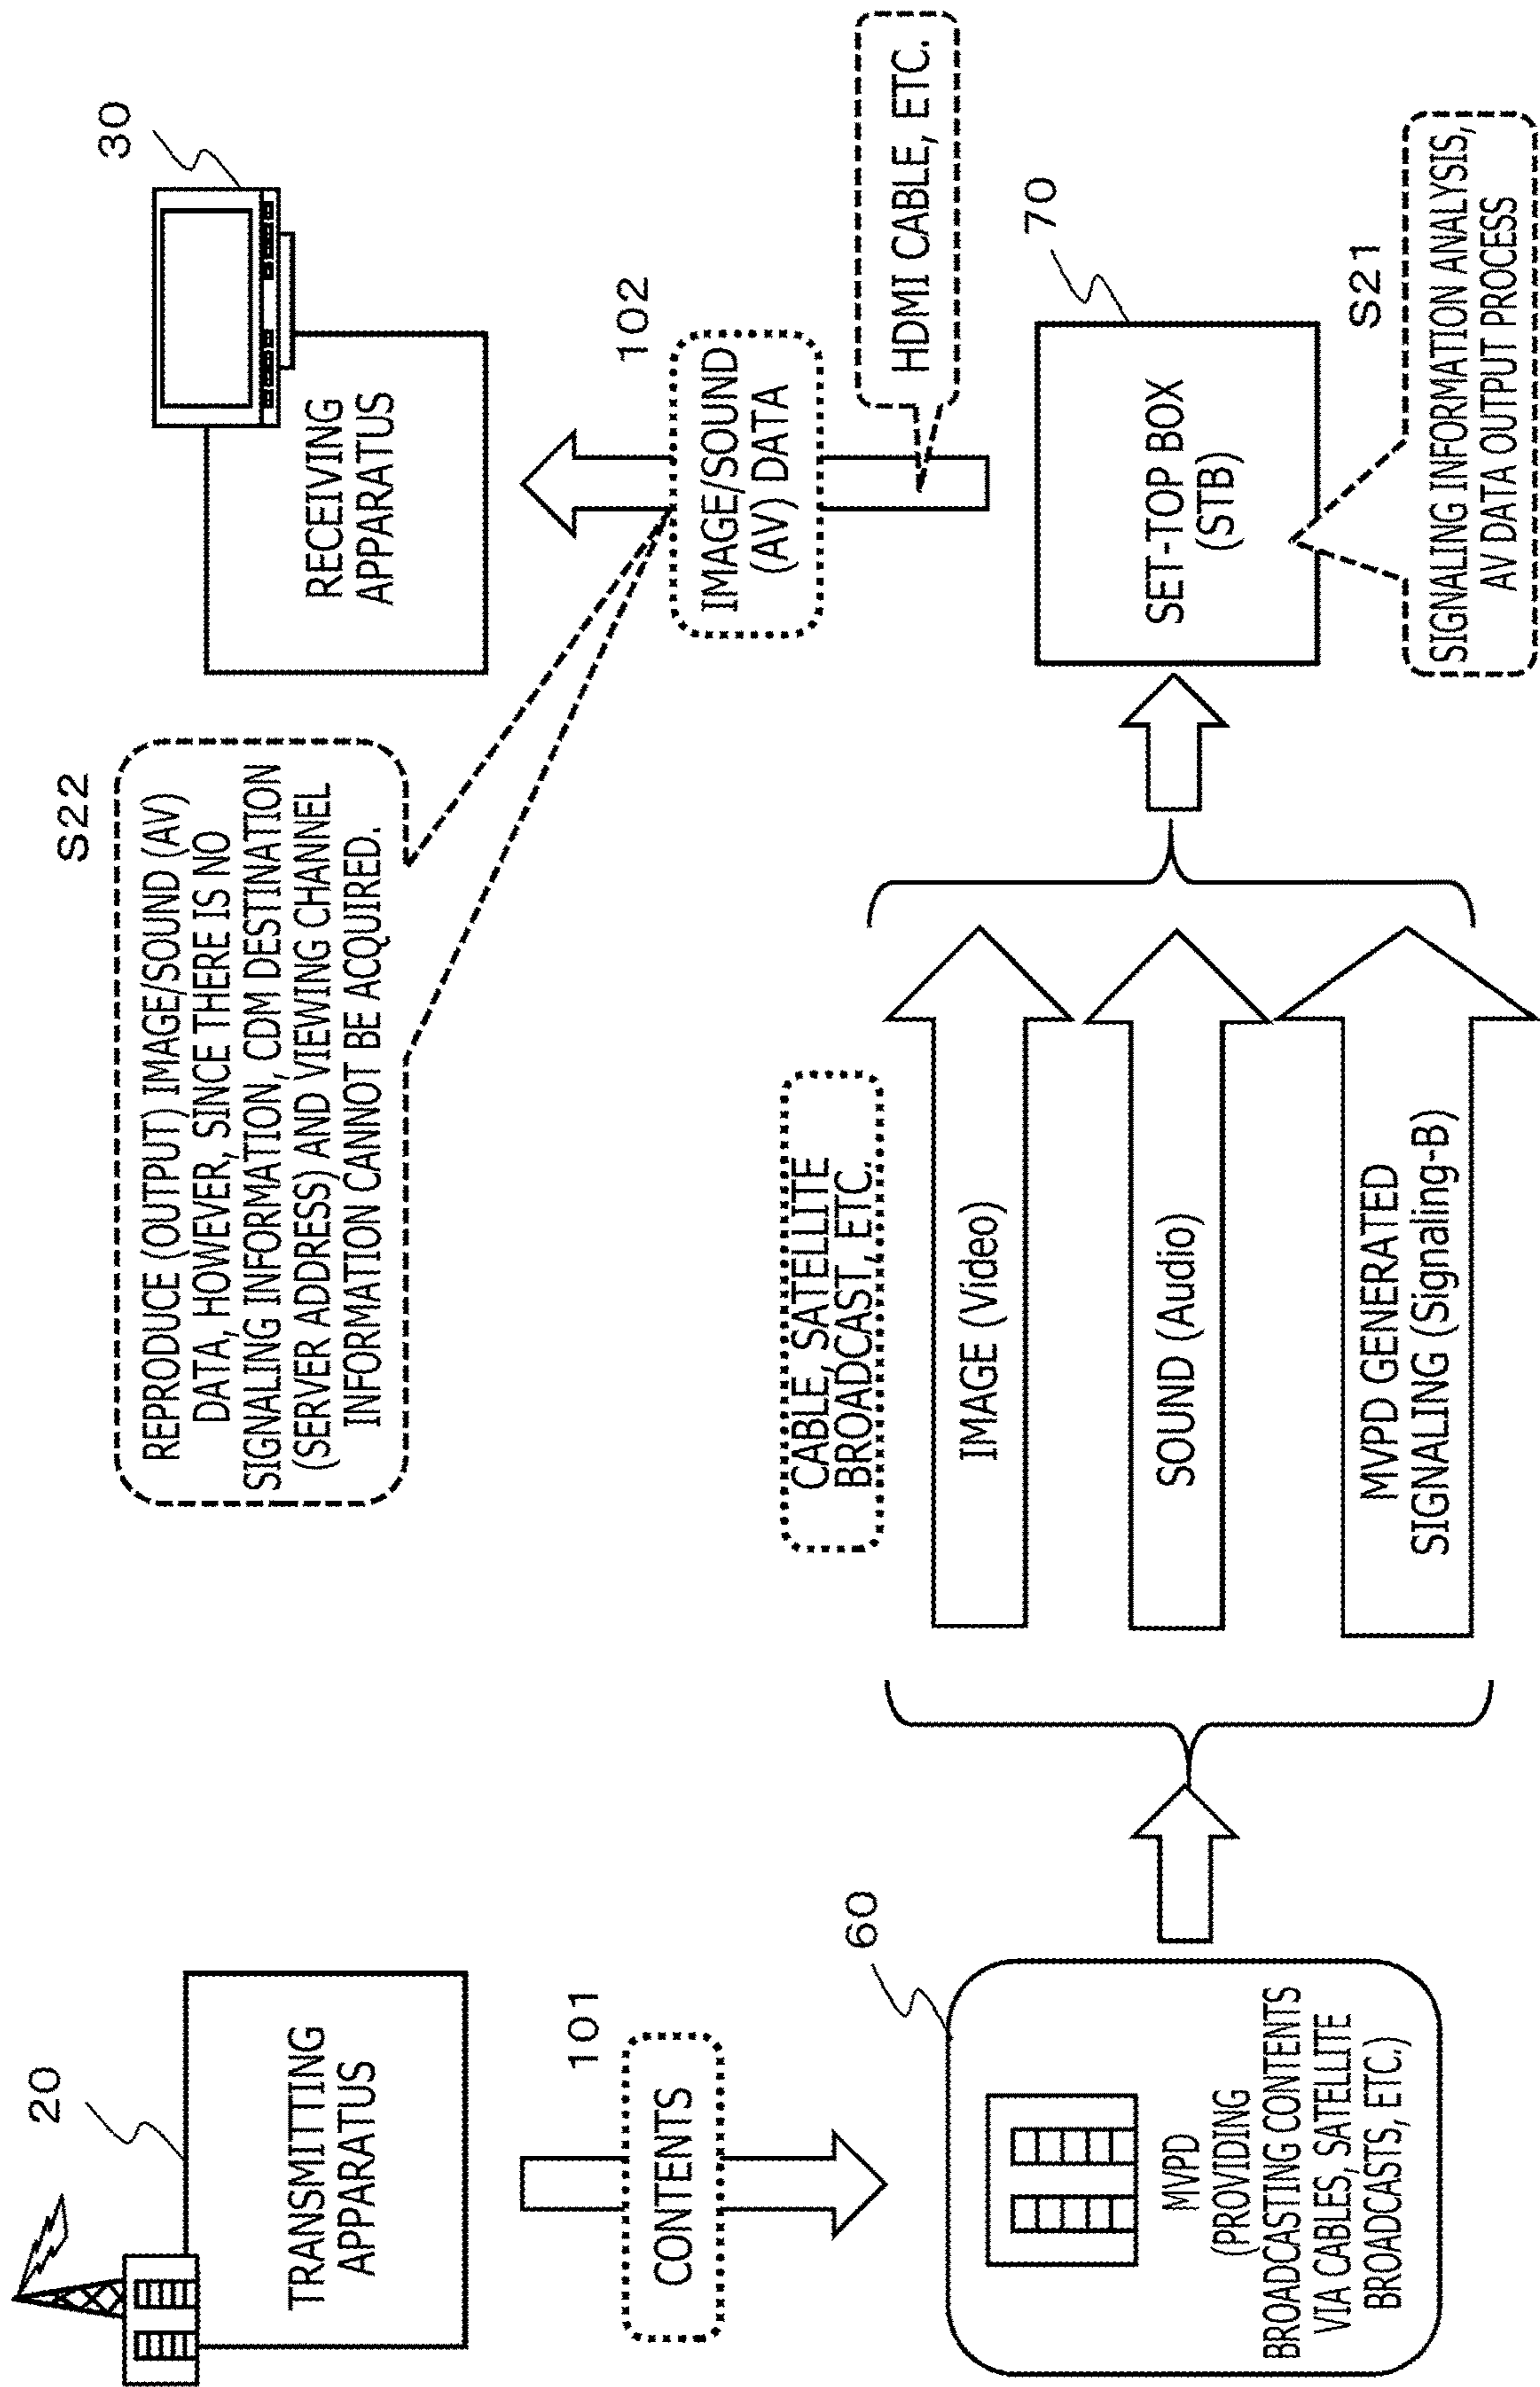 20
TRANSMITTING
APPARATUS
101
CONTENTS
60
MVPD
(PROVIDING
BROADCASTING CONTENTS
VIA CABLES, SATELLITE
BROADCASTS, ETC.)
CABLE, SATELLITE
BROADCAST, ETC.
IMAGE (Video)
SOUND (Audio)
MVPD GENERATED
SIGNALING (Signaling-B)
S22
REPRODUCE (OUTPUT) IMAGE/SOUND (AV)
DATA, HOWEVER, SINCE THERE IS NO
SIGNALING INFORMATION, CDM DESTINATION
(SERVER ADDRESS) AND VIEWING CHANNEL
INFORMATION CANNOT BE ACQUIRED.
30
RECEIVING
APPARATUS
102
IMAGE/SOUND
(AV) DATA
HDMI CABLE, ETC.
70
SET-TOP BOX
(STB)
S21
SIGNALING INFORMATION ANALYSIS,
AV DATA OUTPUT PROCESS